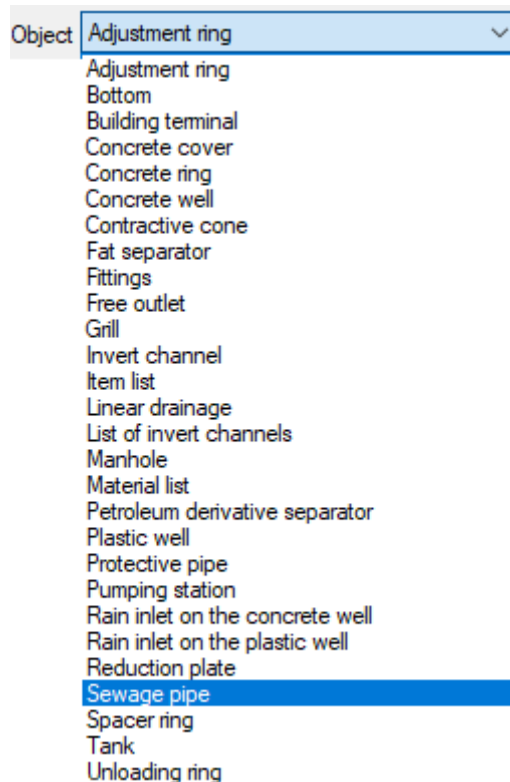 Object Adjustment ring
Adjustment ring
Bottom
Building terminal
Concrete cover
Concrete ring
Concrete well
Contractive cone
Fat separator
Fittings
Free outlet
Grill
Invert channel
Item list
Linear drainage
List of invert channels
Manhole
Material list
Petroleum derivative separator
Plastic well
Protective pipe
Pumping station
Rain inlet on the concrete well
Rain inlet on the plastic well
Reduction plate
Sewage pipe
Spacer ring
Tank
Unloading ring